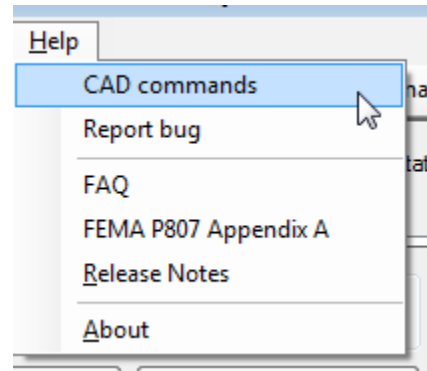 Help
CAD commands
Report bug
FAQ
FEMA P807 Appendix A
Release Notes
About